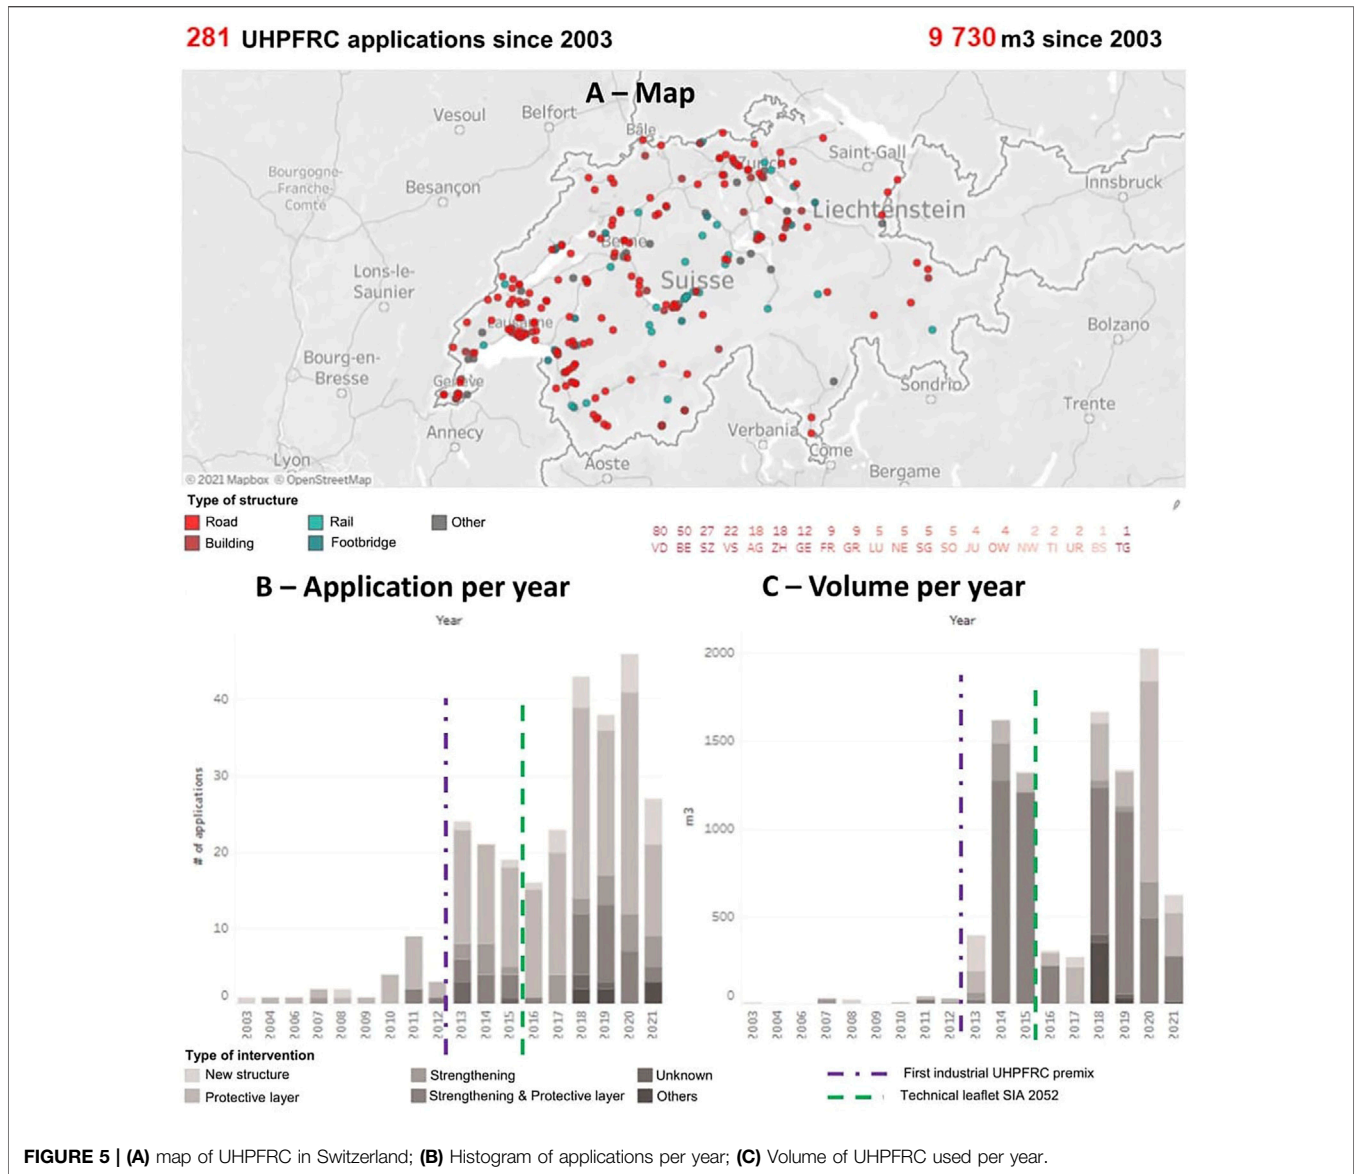 281 UHPFRC applications since 2003
9 730 m3 since 2003
A – Map
Vesoul
Belfort
Bâle
Zurich
Saint-Gall
Bourgogne-
Franche-
Comté
Besançon
Innsbruck
Liechtenstein
Berne
Lons-le-
Saunier
Suisse
Lausanne
Bolzano
Bourg-en-
Bresse
Genève
Sondrio
Trente
Annecy
Verbania
Lyon
Aoste
Côme
Bergame
© 2021 Mapbox © OpenStreetMap
Type of structure
Road
Rail
Other
Building
Footbridge
80 50 27 22 18 18 12 9 9 5 5 5 5 4 4 2 2 2 1 1
VD BE SZ VS AG ZH GE FR GR LU NE SG SO JU OW NW TI UR BS TG
B – Application per year
C – Volume per year
Year
Year
# of applications
40
30
20
10
0
2003 2004 2006 2007 2008 2009 2010 2011 2012 2013 2014 2015 2016 2017 2018 2019 2020 2021
m3
2000
1500
1000
500
0
2003 2004 2006 2007 2008 2009 2010 2011 2012 2013 2014 2015 2016 2017 2018 2019 2020 2021
Type of intervention
New structure
Strengthening
Unknown
Protective layer
Strengthening & Protective layer
Others
First industrial UHPFRC premix
Technical leaflet SIA 2052
FIGURE 5 | (A) map of UHPFRC in Switzerland; (B) Histogram of applications per year; (C) Volume of UHPFRC used per year.